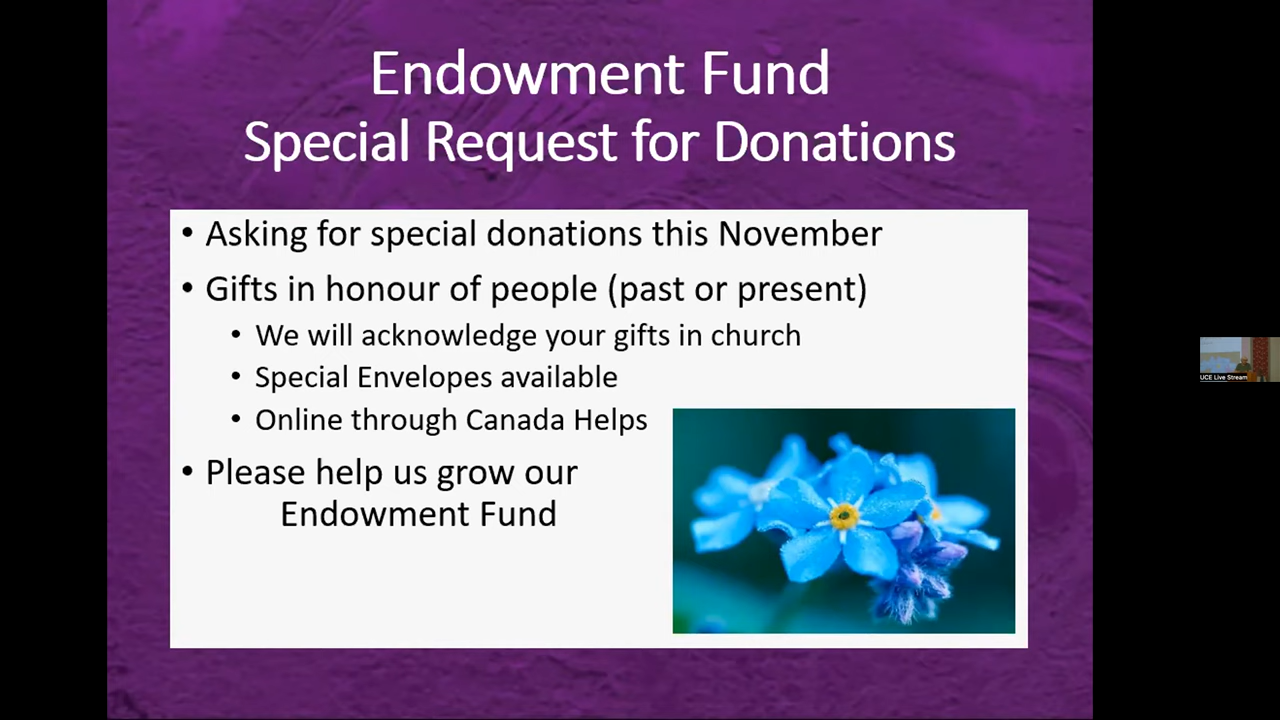 Endowment Fund
Special Request for Donations
• Asking for special donations this November
• Gifts in honour of people (past or present)
• We will acknowledge your gifts in church
• Special Envelopes available
• Online through Canada Helps
• Please help us grow our
Endowment Fund
UCE Live Stream